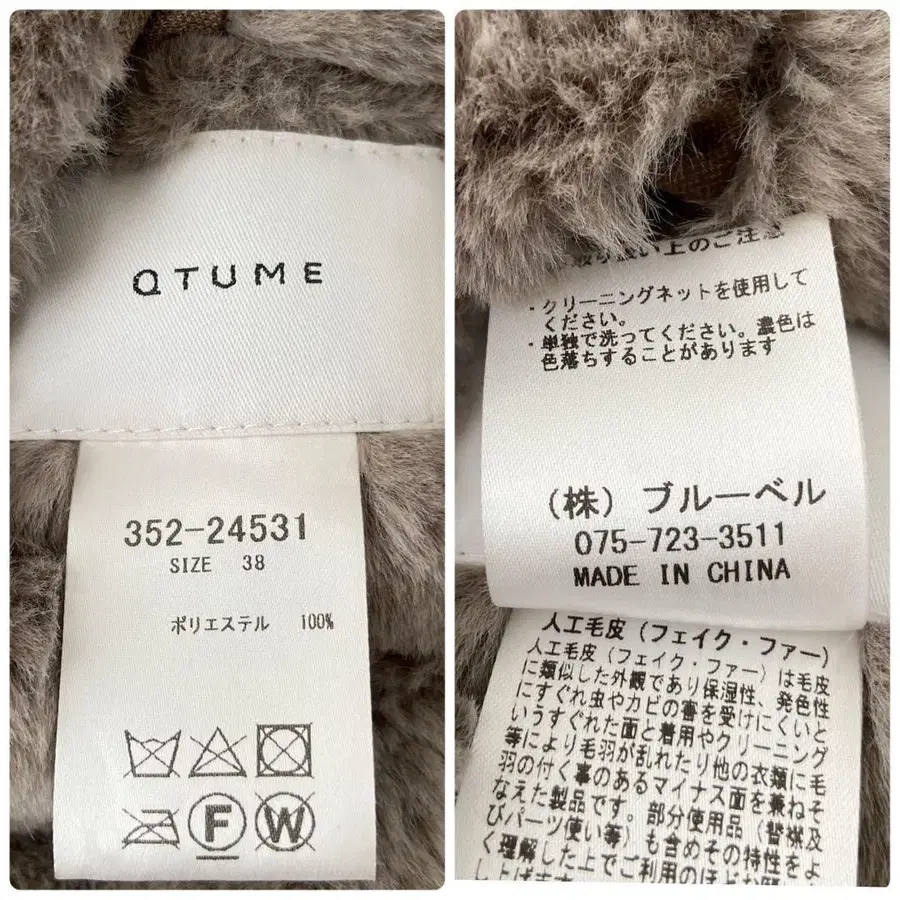 QTUME
352-24531
SIZE 38
ポリエステル 100%
F
W
取り扱い上のご注意
・クリーニングネットを使用して
ください。
・単独で洗ってください。濃色は
色落ちすることがあります
(株) ブルーベル
075-723-3511
MADE IN CHINA
人工毛皮(フェイク・ファー)
人工毛皮(フェイク・ファー)は毛皮
に類似した外観であり保湿性、発色性
にすぐれ虫やカビの害を受けにくいと
いうすぐれた面と着用やクリーニング
等により毛羽が乱れたり他の衣類に毛
羽の付く事のあるマイナス面を兼ねそ
なえた製品です。部分使用品(替襟及
びパーツ使い等)も含めその特性をよ
く理解した上でご利用のほどお願い